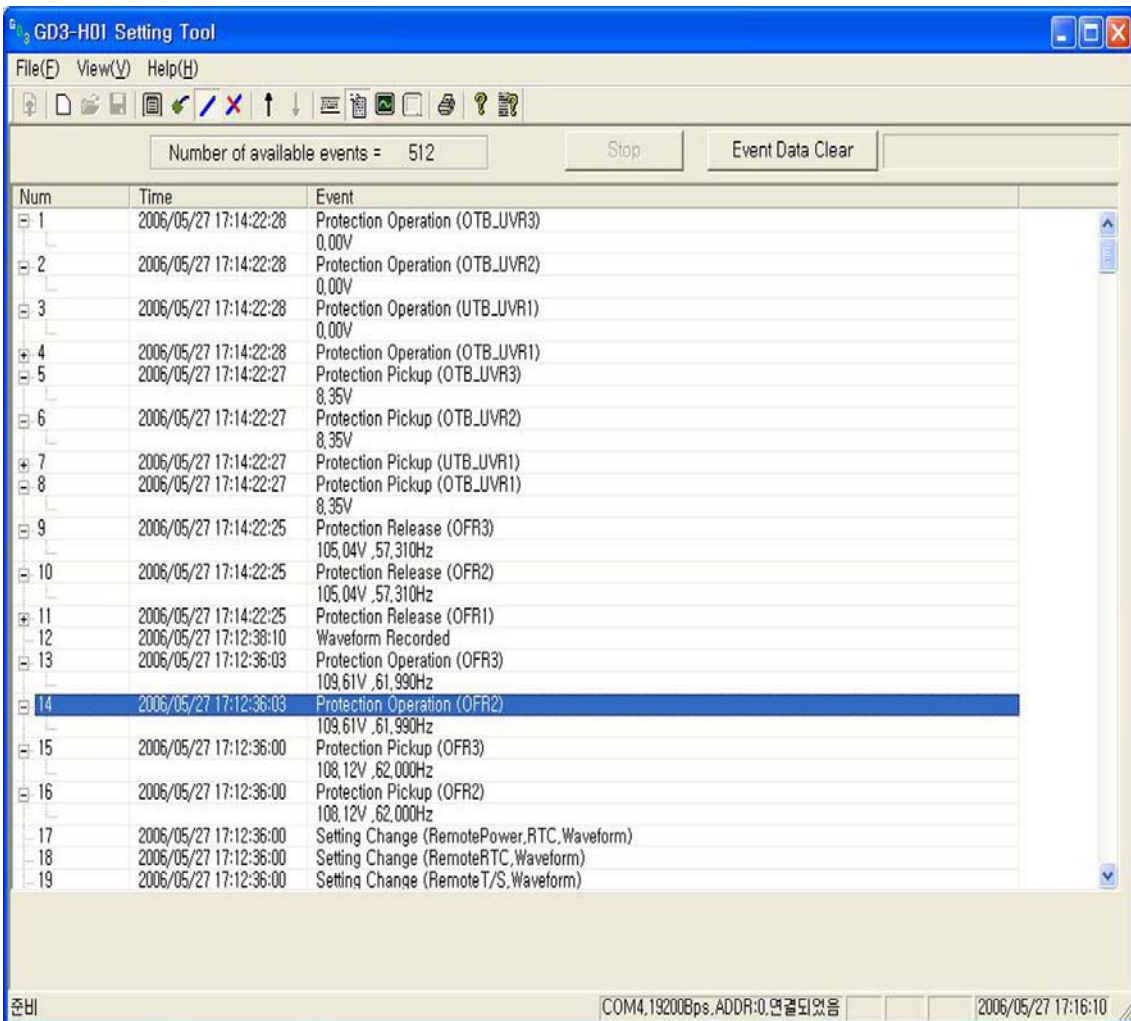 GD3 GD3-H01 Setting Tool
File(F) View(V) Help(H)
Number of available events = 512 Stop Event Data Clear
Num Time Event
1 2006/05/27 17:14:22:28 Protection Operation (OTB_UVR3)
0,00V
2 2006/05/27 17:14:22:28 Protection Operation (OTB_UVR2)
0,00V
3 2006/05/27 17:14:22:28 Protection Operation (UTB_UVR1)
0,00V
4 2006/05/27 17:14:22:28 Protection Operation (OTB_UVR1)
5 2006/05/27 17:14:22:27 Protection Pickup (OTB_UVR3)
8,35V
6 2006/05/27 17:14:22:27 Protection Pickup (OTB_UVR2)
8,35V
7 2006/05/27 17:14:22:27 Protection Pickup (UTB_UVR1)
8 2006/05/27 17:14:22:27 Protection Pickup (OTB_UVR1)
8,35V
9 2006/05/27 17:14:22:25 Protection Release (OFR3)
105,04V ,57,310Hz
10 2006/05/27 17:14:22:25 Protection Release (OFR2)
105,04V ,57,310Hz
11 2006/05/27 17:14:22:25 Protection Release (OFR1)
12 2006/05/27 17:12:38:10 Waveform Recorded
13 2006/05/27 17:12:36:03 Protection Operation (OFR3)
109,61V ,61,990Hz
14 2006/05/27 17:12:36:03 Protection Operation (OFR2)
109,61V ,61,990Hz
15 2006/05/27 17:12:36:00 Protection Pickup (OFR3)
108,12V ,62,000Hz
16 2006/05/27 17:12:36:00 Protection Pickup (OFR2)
108,12V ,62,000Hz
17 2006/05/27 17:12:36:00 Setting Change (RemotePower,RTC,Waveform)
18 2006/05/27 17:12:36:00 Setting Change (RemoteRTC,Waveform)
19 2006/05/27 17:12:36:00 Setting Change (RemoteT/S,Waveform)
준비 COM4,19200Bps,ADDR:0,연결되었음 2006/05/27 17:16:10